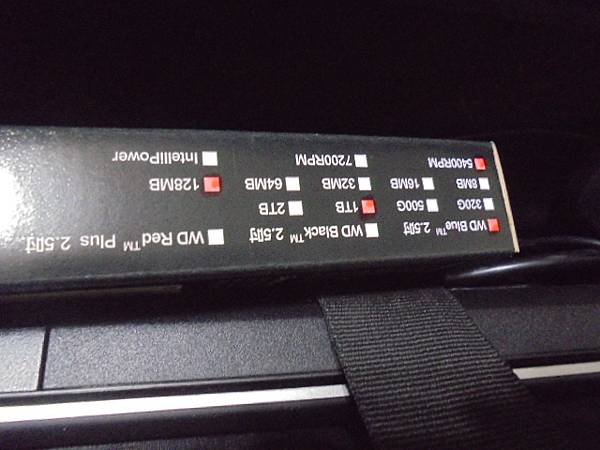 WD Blue™ 2.5吋 WD Black™ 2.5吋 WD Red™ Plus 2.5吋
320G 500G 1TB 2TB
8MB 16MB 32MB 64MB 128MB
5400RPM 7200RPM IntelliPower